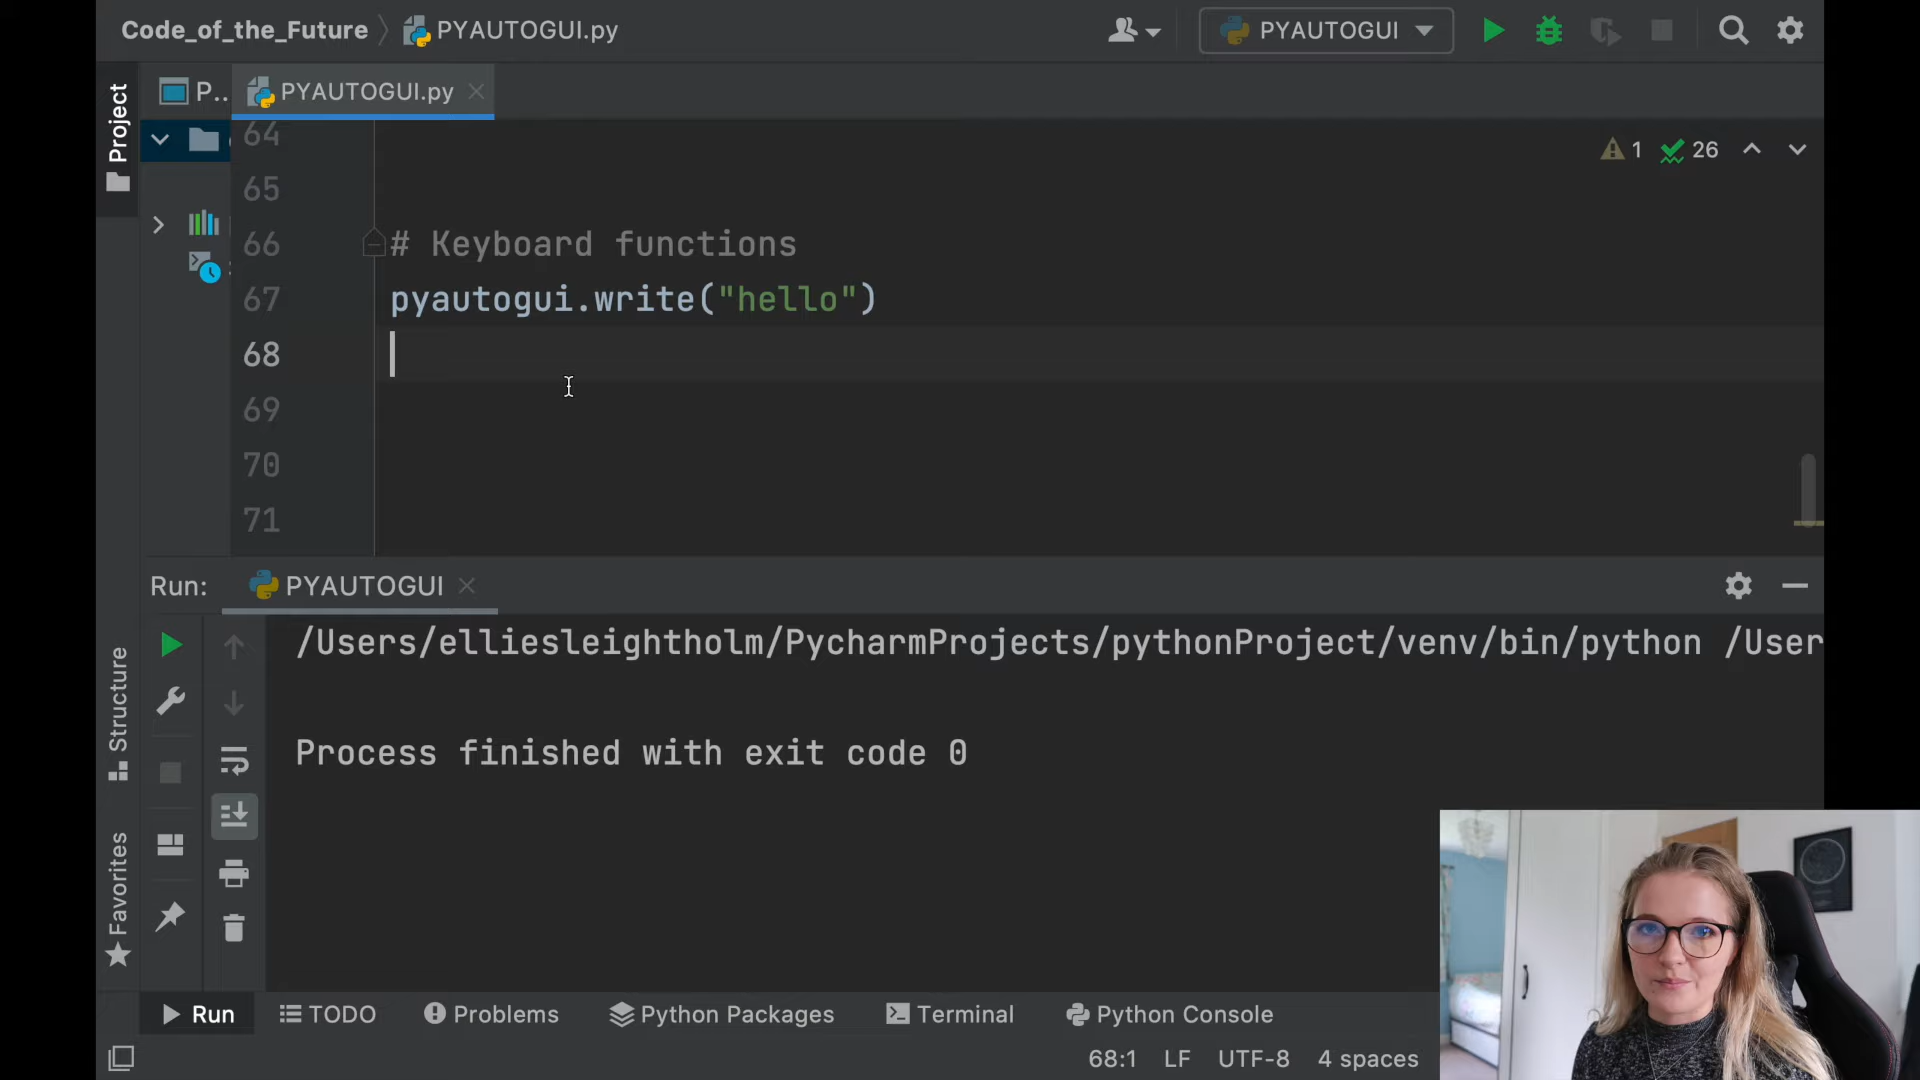 Code_of_the_Future
PYAUTOGUI.py
PYAUTOGUI
Project
P..
PYAUTOGUI.py
64
1
26
65
66
# Keyboard functions
67
pyautogui.write("hello")
68
69
70
71
Run:
PYAUTOGUI
/Users/elliesleightholm/PycharmProjects/pythonProject/venv/bin/python /User
Process finished with exit code 0
Structure
Favorites
Run
TODO
Problems
Python Packages
Terminal
Python Console
68:1
LF
UTF-8
4 spaces